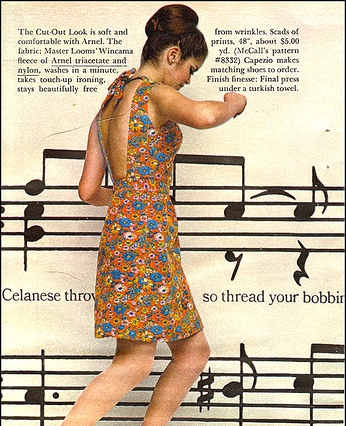 The Cut-Out Look is soft and
comfortable with Arnel. The
fabric: Master Looms' Wincama
fleece of Arnel triacetate and
nylon, washes in a minute,
takes touch-up ironing,
stays beautifully free
from wrinkles. Scads of
prints, 48", about $5.00
yd. (McCall's pattern
#8332) Capezio makes
matching shoes to order.
Finish finesse: Final press
under a turkish towel.
Celanese throw
so thread your bobbin